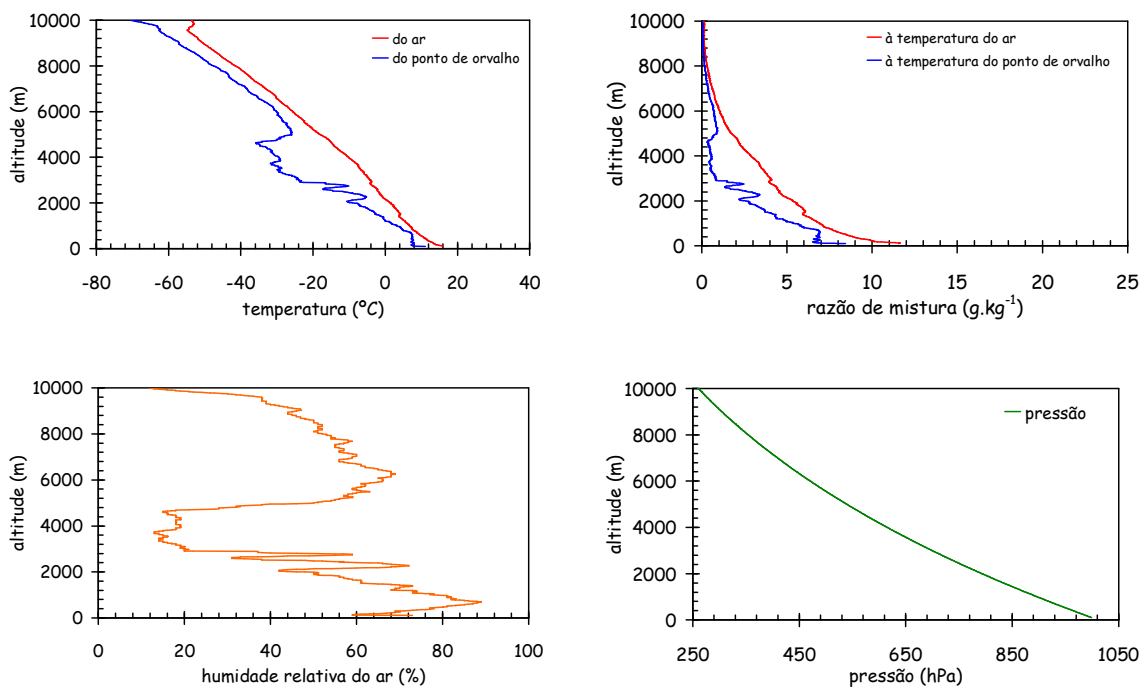 10000
8000
6000
4000
2000
0
altitude (m)
do ar
do ponto de orvalho
-80 -60 -40 -20 0 20 40
temperatura (ºC)
10000
8000
6000
4000
2000
0
altitude (m)
à temperatura do ar
à temperatura do ponto de orvalho
0 5 10 15 20 25
razão de mistura (g.kg-1)
10000
8000
6000
4000
2000
0
altitude (m)
0 20 40 60 80 100
humidade relativa do ar (%)
10000
8000
6000
4000
2000
0
altitude (m)
pressão
250 450 650 850 1050
pressão (hPa)